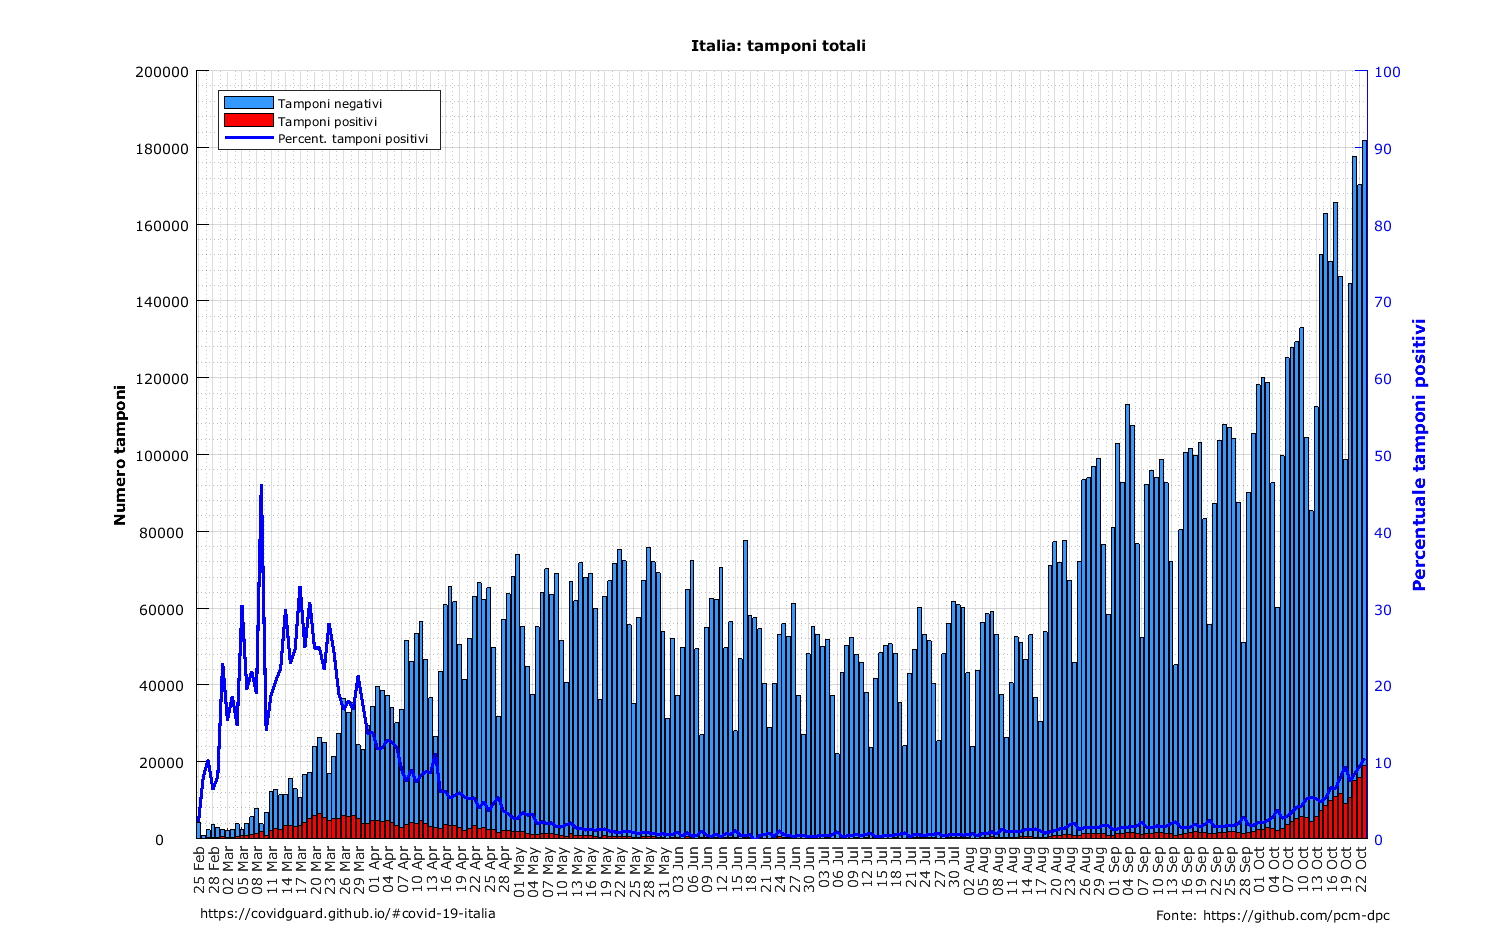 Italia: tamponi totali
Tamponi negativi
Tamponi positivi
Percent. tamponi positivi
Numero tamponi
200000
180000
160000
140000
120000
100000
80000
60000
40000
20000
0
100
90
80
70
60
50
40
30
20
10
0
Percentuale tamponi positivi
25 Feb
28 Feb
02 Mar
05 Mar
08 Mar
11 Mar
14 Mar
17 Mar
20 Mar
23 Mar
26 Mar
29 Mar
01 Apr
04 Apr
07 Apr
10 Apr
13 Apr
16 Apr
19 Apr
22 Apr
25 Apr
28 Apr
01 May
04 May
07 May
10 May
13 May
16 May
19 May
22 May
25 May
28 May
31 May
03 Jun
06 Jun
09 Jun
12 Jun
15 Jun
18 Jun
21 Jun
24 Jun
27 Jun
30 Jun
03 Jul
06 Jul
09 Jul
12 Jul
15 Jul
18 Jul
21 Jul
24 Jul
27 Jul
30 Jul
02 Aug
05 Aug
08 Aug
11 Aug
14 Aug
17 Aug
20 Aug
23 Aug
26 Aug
29 Aug
01 Sep
04 Sep
07 Sep
10 Sep
13 Sep
16 Sep
19 Sep
22 Sep
25 Sep
28 Sep
01 Oct
04 Oct
07 Oct
10 Oct
13 Oct
16 Oct
19 Oct
22 Oct
https://covidguard.github.io/#covid-19-italia
Fonte: https://github.com/pcm-dpc